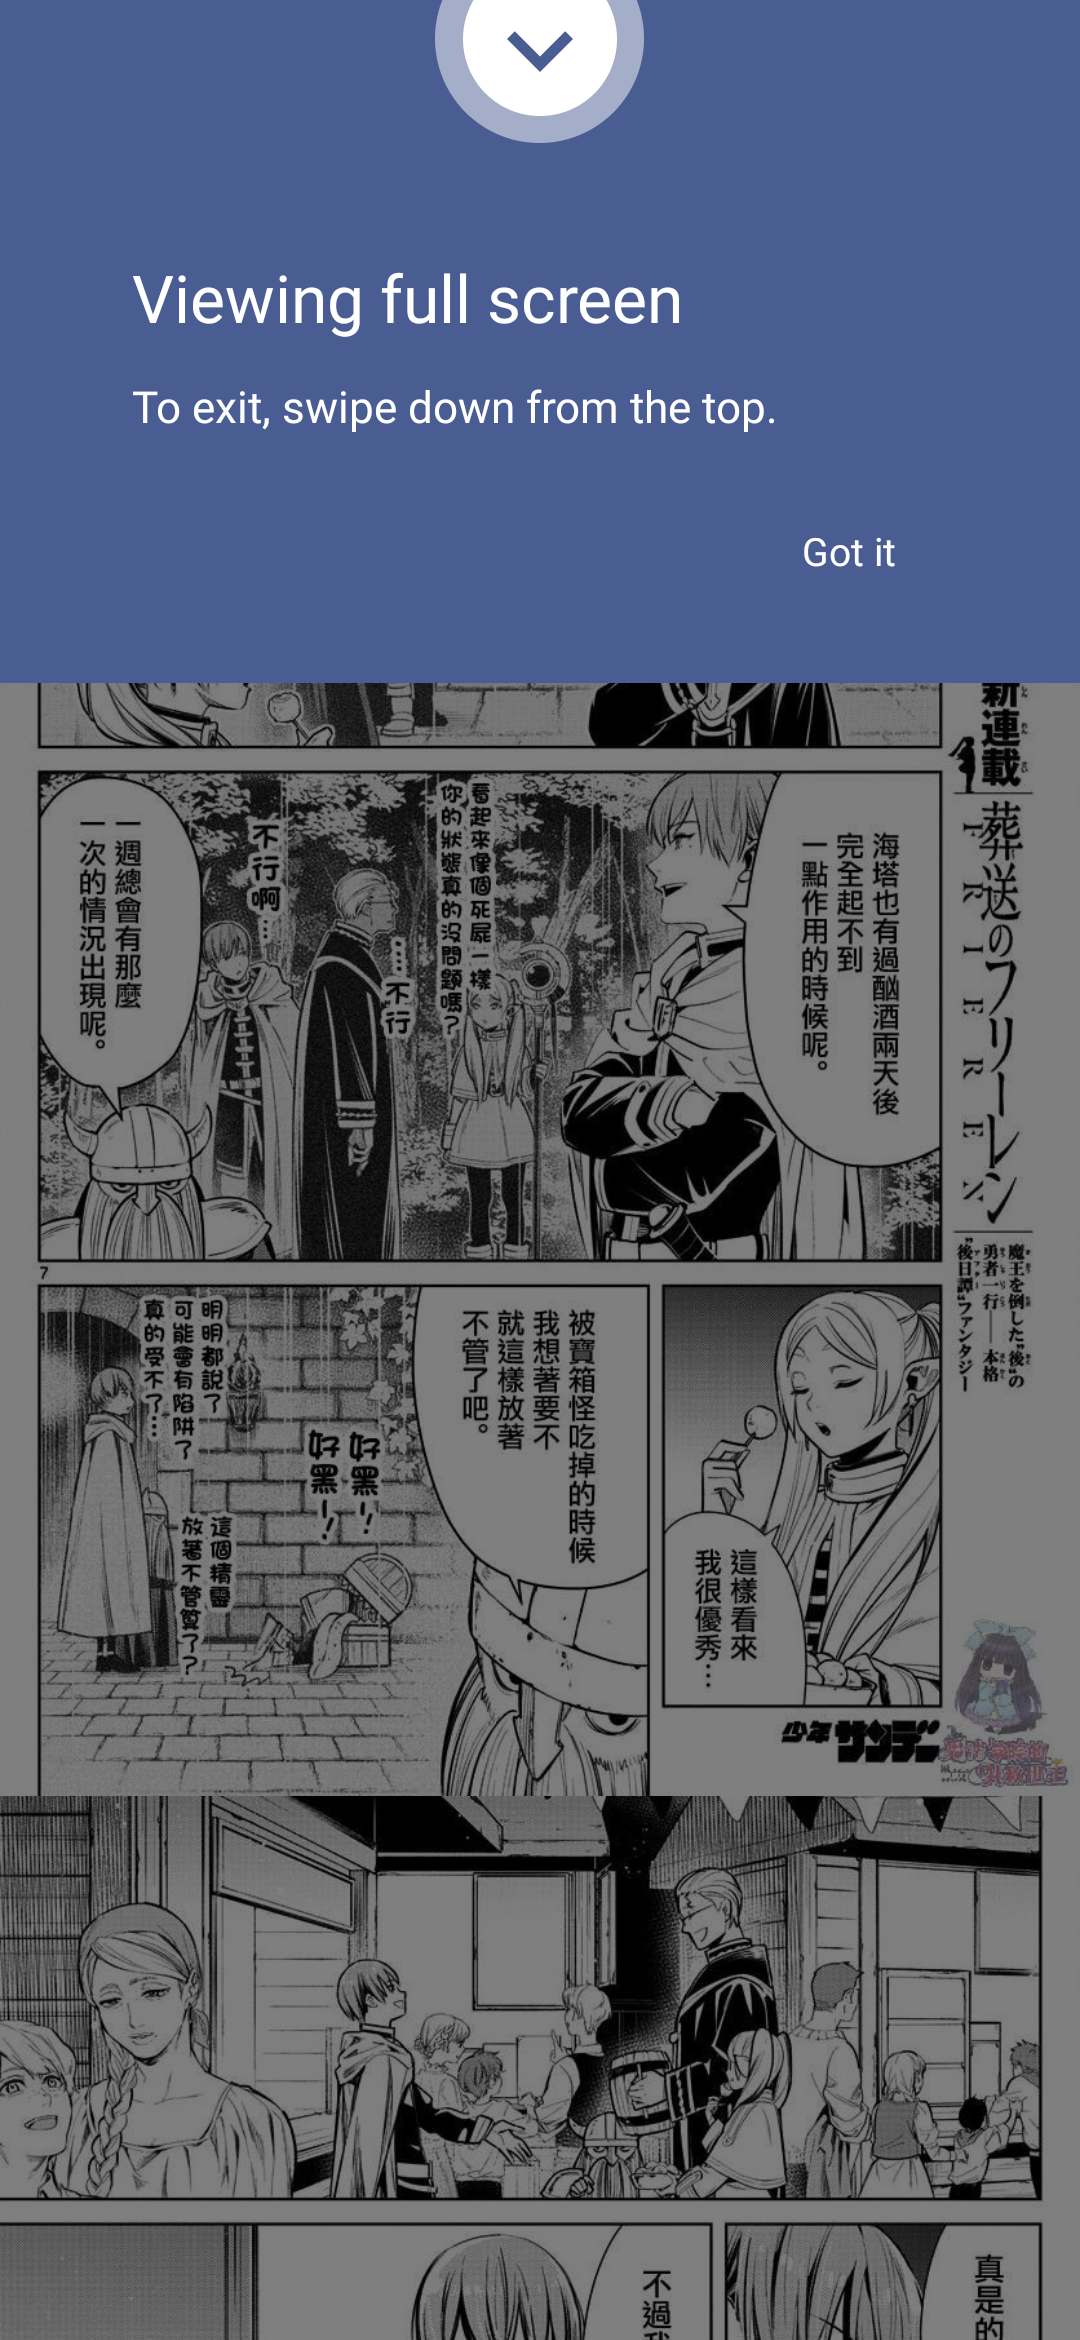 Viewing full screen
To exit, swipe down from the top.
Got it
新連載
葬送のフリーレン
FRIEREN
魔王を倒した"後"の
勇者一行――本格
"後日譚"ファンタジー
海塔也有過酗酒兩天後
完全起不到
一點作用的時候呢。
看起來像個死屍一樣
你的狀態真的沒問題嗎?
……不行
不行啊…
一週總會有那麼
一次的情況出現呢。
7
這樣看來
我很優秀…
被寶箱怪吃掉的時候
我想著要不
就這樣放著
不管了吧。
好黑!
好黑!
明明都說了
可能會有陷阱了
真的受不了…
這個精靈
放著不管算了?
少年サンデー
真是的
不過我